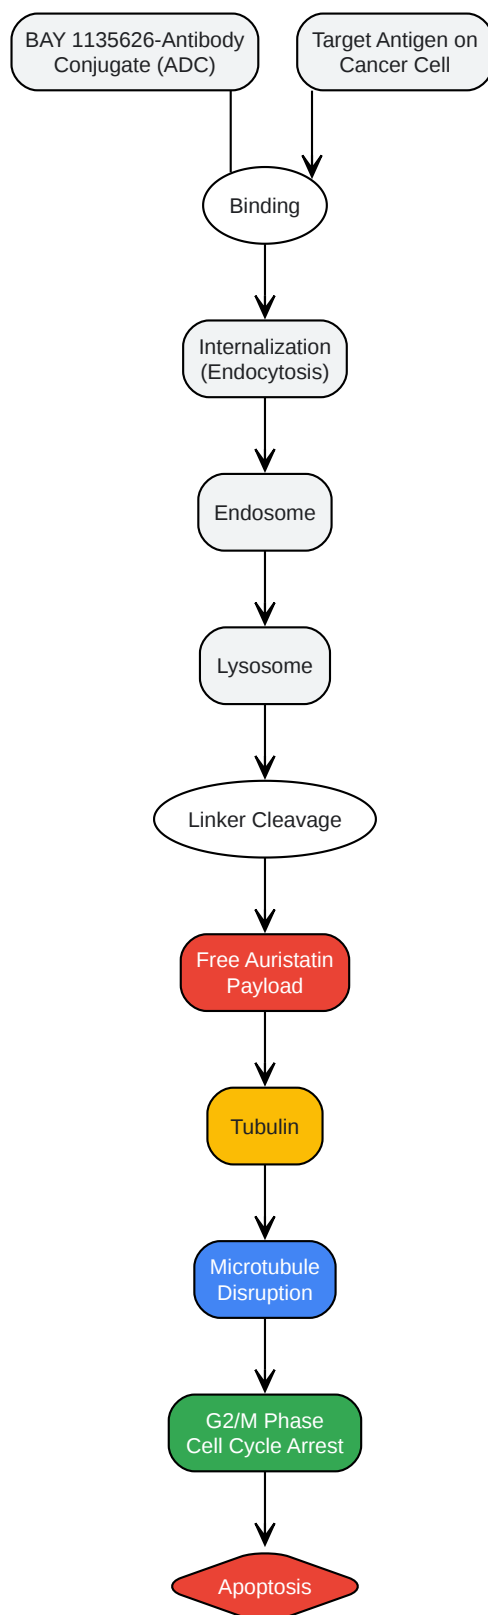 BAY 1135626-Antibody
Conjugate (ADC)
Target Antigen on
Cancer Cell
Binding
Internalization
(Endocytosis)
Endosome
Lysosome
Linker Cleavage
Free Auristatin
Payload
Tubulin
Microtubule
Disruption
G2/M Phase
Cell Cycle Arrest
Apoptosis